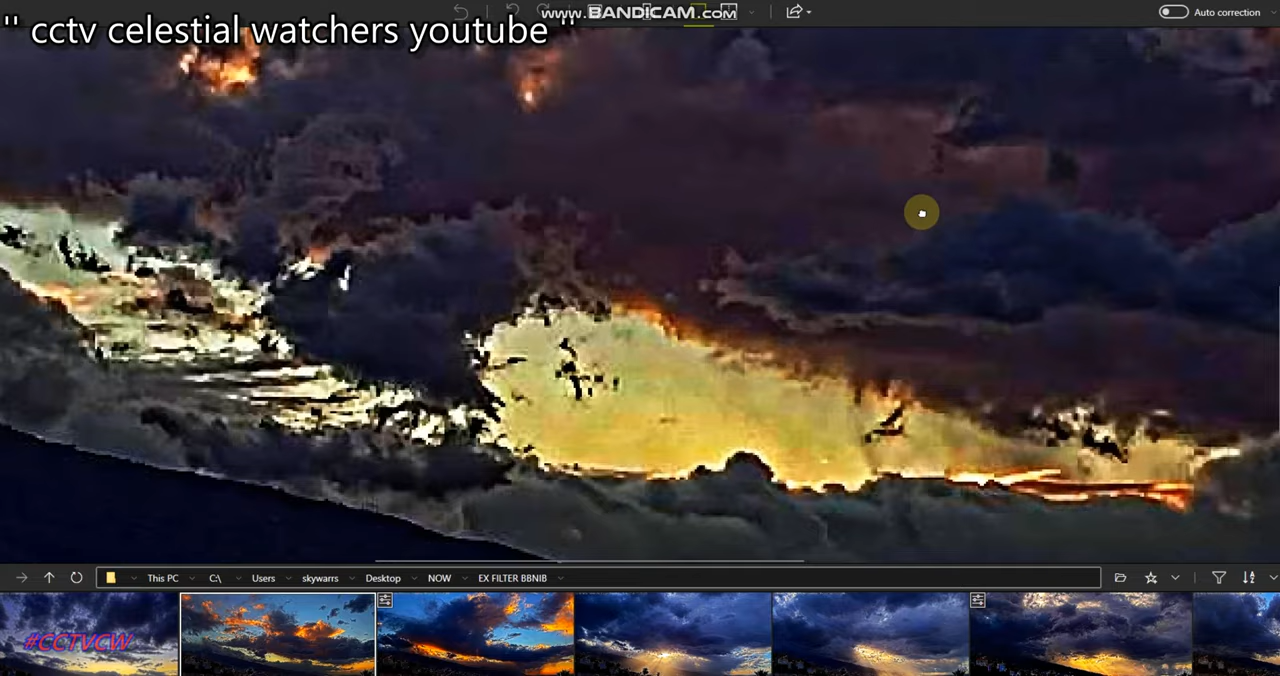 www.BANDICAM.com
Auto correction
" cctv celestial watchers youtube "
This PC C:\ Users skywarrs Desktop NOW EX FILTER BBNIB
#CCTVCW